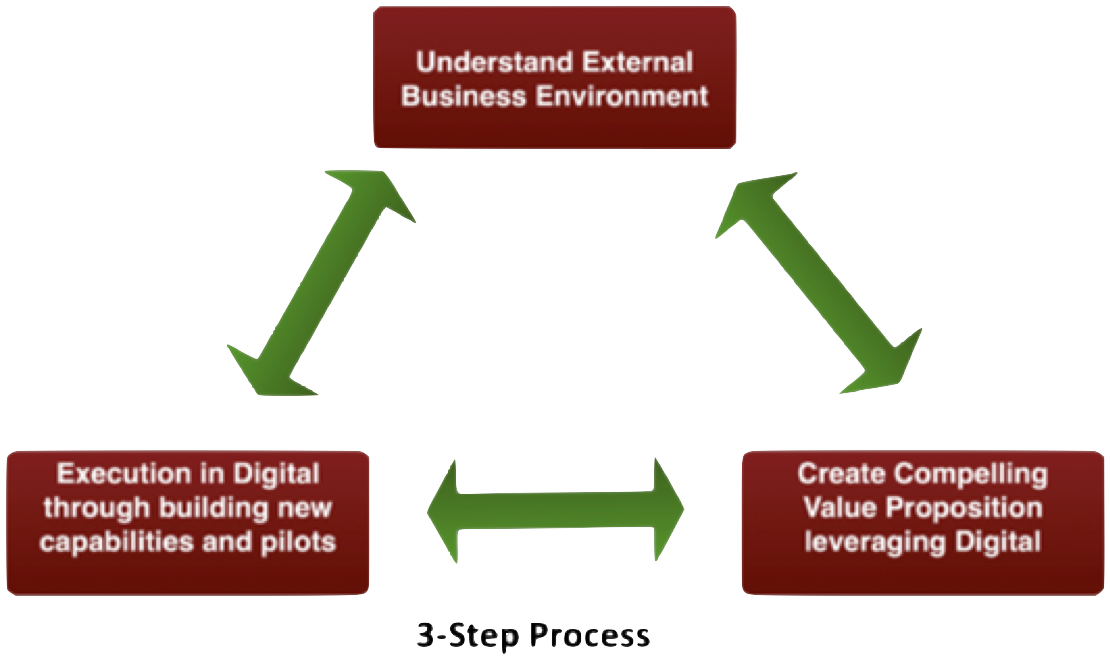 Understand External
Business Environment
Execution in Digital
through building new
capabilities and pilots
Create Compelling
Value Proposition
leveraging Digital
3-Step Process